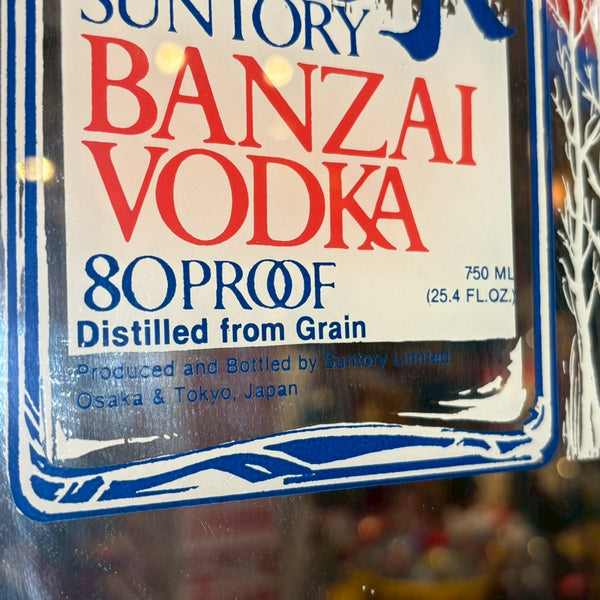 SUNTORY
BANZAI
VODKA
80 PROOF
750 ML
(25.4 FL.OZ.)
Distilled from Grain
Produced and Bottled by Suntory Limited
Osaka & Tokyo, Japan